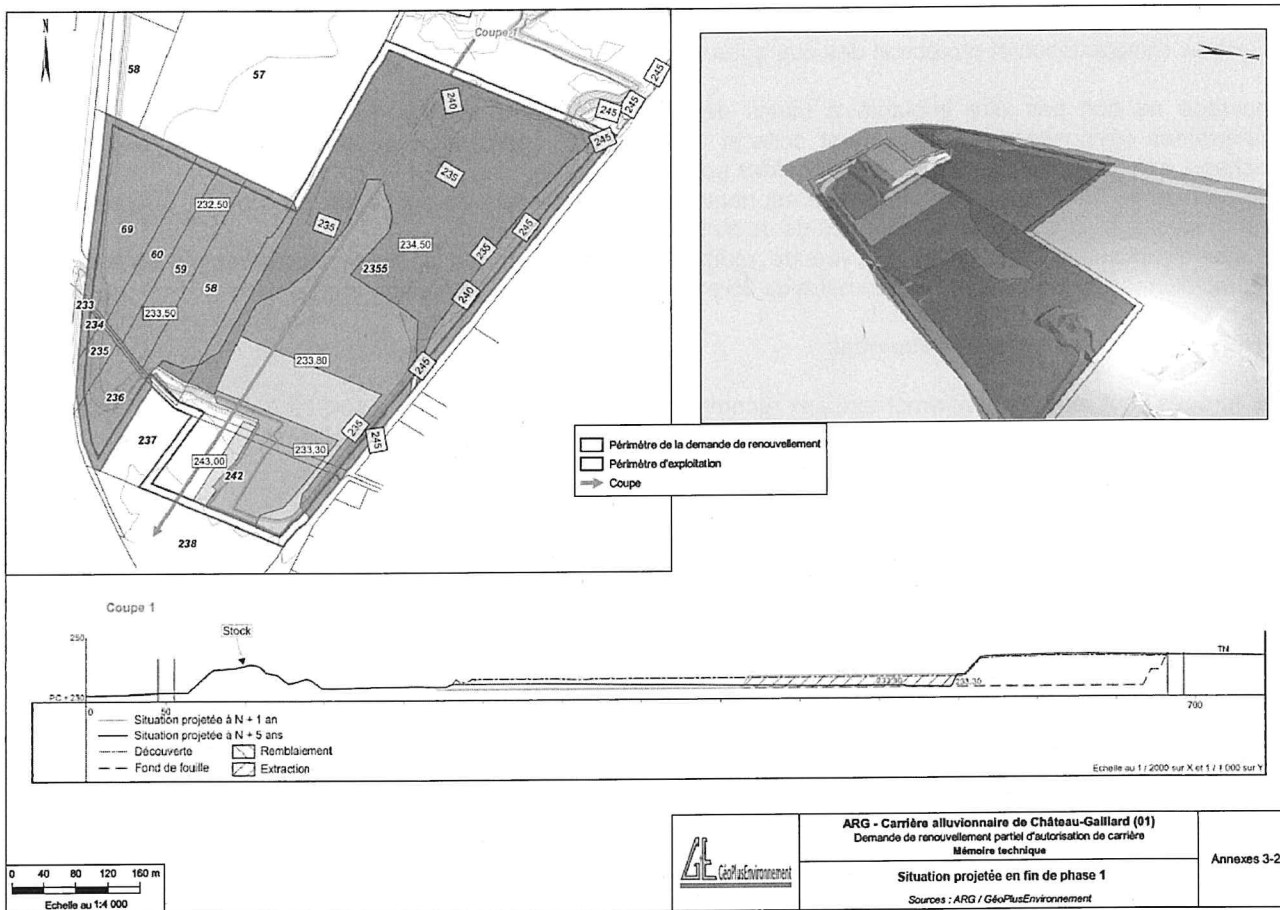 N
Coupe 1
58
57
245
245
245
240
245
235
69
232,50
60
59
58
235
234,50
2355
235
245
240
233
234
235
233,50
236
233,80
245
235
245
237
243,00
242
233,30
238
Périmètre de la demande de renouvellement
Périmètre d'exploitation
Coupe
Coupe 1
Stock
250
TN
PC = 230
0
50
700
Situation projetée à N + 1 an
Situation projetée à N + 5 ans
Découverte
Remblaiement
Fond de fouille
Extraction
Echelle au 1 / 2000 sur X et 1 / 1 000 sur Y
0 40 80 120 160 m
Echelle au 1:4 000
GéoPlusEnvironnement
ARG - Carrière alluvionnaire de Château-Gaillard (01)
Demande de renouvellement partiel d'autorisation de carrière
Mémoire technique
Situation projetée en fin de phase 1
Sources : ARG / GéoPlusEnvironnement
Annexes 3-2